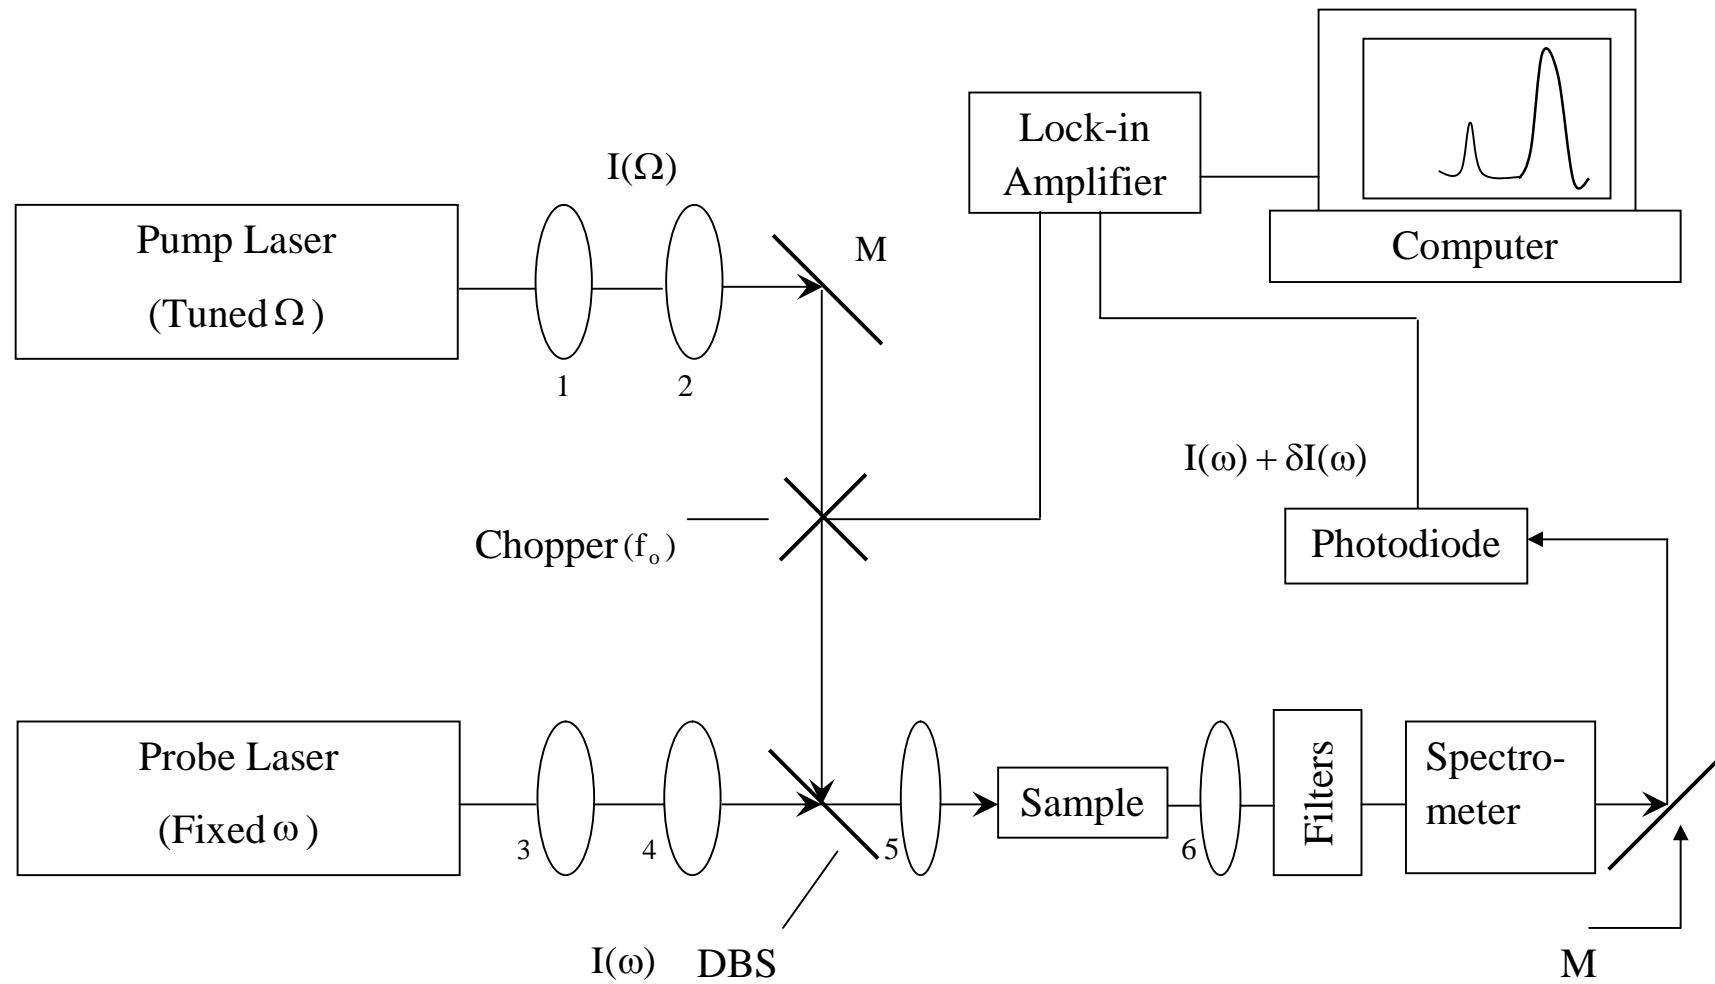 Lock-in
Amplifier
I(Ω)
Pump Laser
(Tuned Ω)
M
Computer
1
2
I(ω) + δI(ω)
Chopper (fo)
Photodiode
Probe Laser
(Fixed ω)
3
4
5
Sample
6
Filters
Spectro-
meter
I(ω)
DBS
M